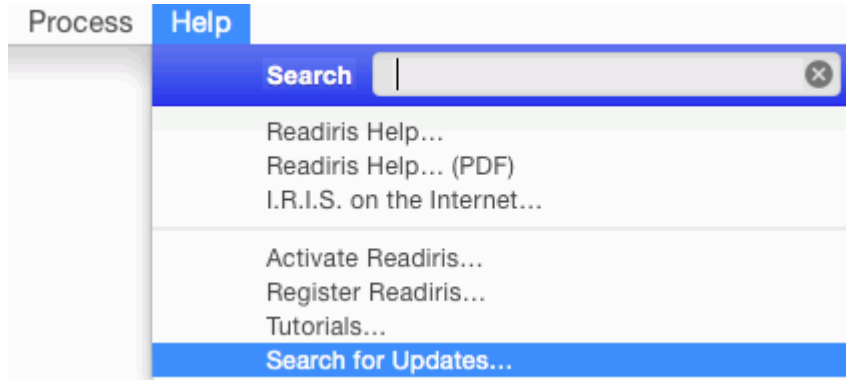 Process Help
Search
Readiris Help...
Readiris Help... (PDF)
I.R.I.S. on the Internet...
Activate Readiris...
Register Readiris...
Tutorials...
Search for Updates...